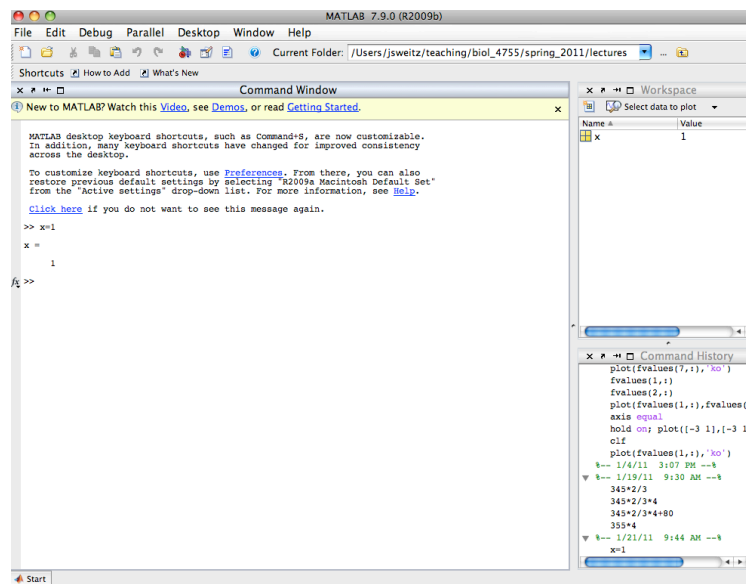 MATLAB 7.9.0 (R2009b)
File Edit Debug Parallel Desktop Window Help
Current Folder: /Users/jsweitz/teaching/biol_4755/spring_2011/lectures
Shortcuts How to Add What's New
Command Window
New to MATLAB? Watch this Video, see Demos, or read Getting Started.
MATLAB desktop keyboard shortcuts, such as Command+S, are now customizable.
In addition, many keyboard shortcuts have changed for improved consistency
across the desktop.
To customize keyboard shortcuts, use Preferences. From there, you can also
restore previous default settings by selecting "R2009a Macintosh Default Set"
from the "Active settings" drop-down list. For more information, see Help.
Click here if you do not want to see this message again.
>> x=1
x =
1
fx >>
Workspace
Select data to plot
Name Value
x 1
Command History
plot(fvalues(7,:),'ko')
fvalues(1,:)
fvalues(2,:)
plot(fvalues(1,:),fvalues(
axis equal
hold on; plot([-3 1],[-3 1
clf
plot(fvalues(1,:),'ko')
%-- 1/4/11 3:07 PM --%
%-- 1/19/11 9:30 AM --%
345*2/3
345*2/3*4
345*2/3*4+80
355*4
%-- 1/21/11 9:44 AM --%
x=1
Start